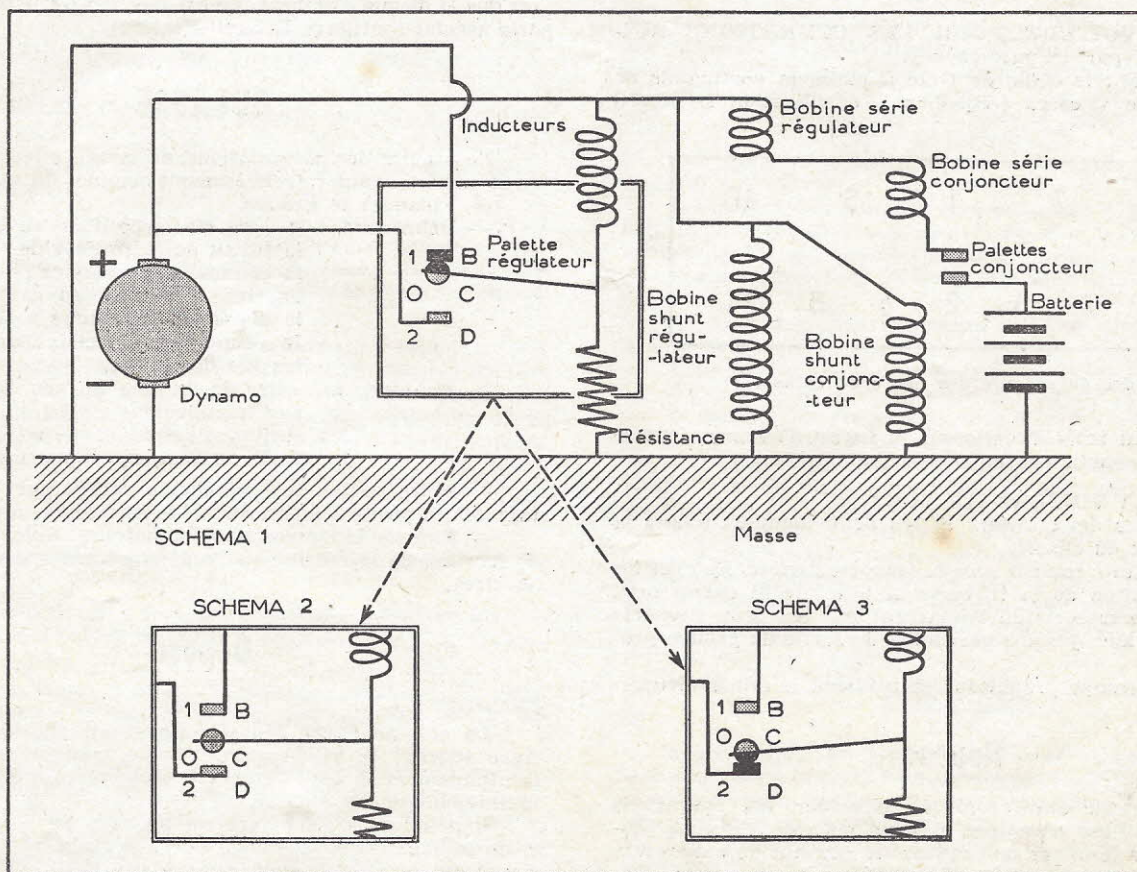 Inducteurs
Bobine série
régulateur
Bobine série
conjoncteur
+
1 B
Palette
régulateur
O C
2 D
-
Dynamo
Bobine
shunt
régu-
-lateur
Bobine
shunt
conjonc-
-teur
Palettes
conjoncteur
Batterie
Résistance
SCHEMA 1
Masse
SCHEMA 2
1 B
O C
2 D
SCHEMA 3
1 B
O C
2 D